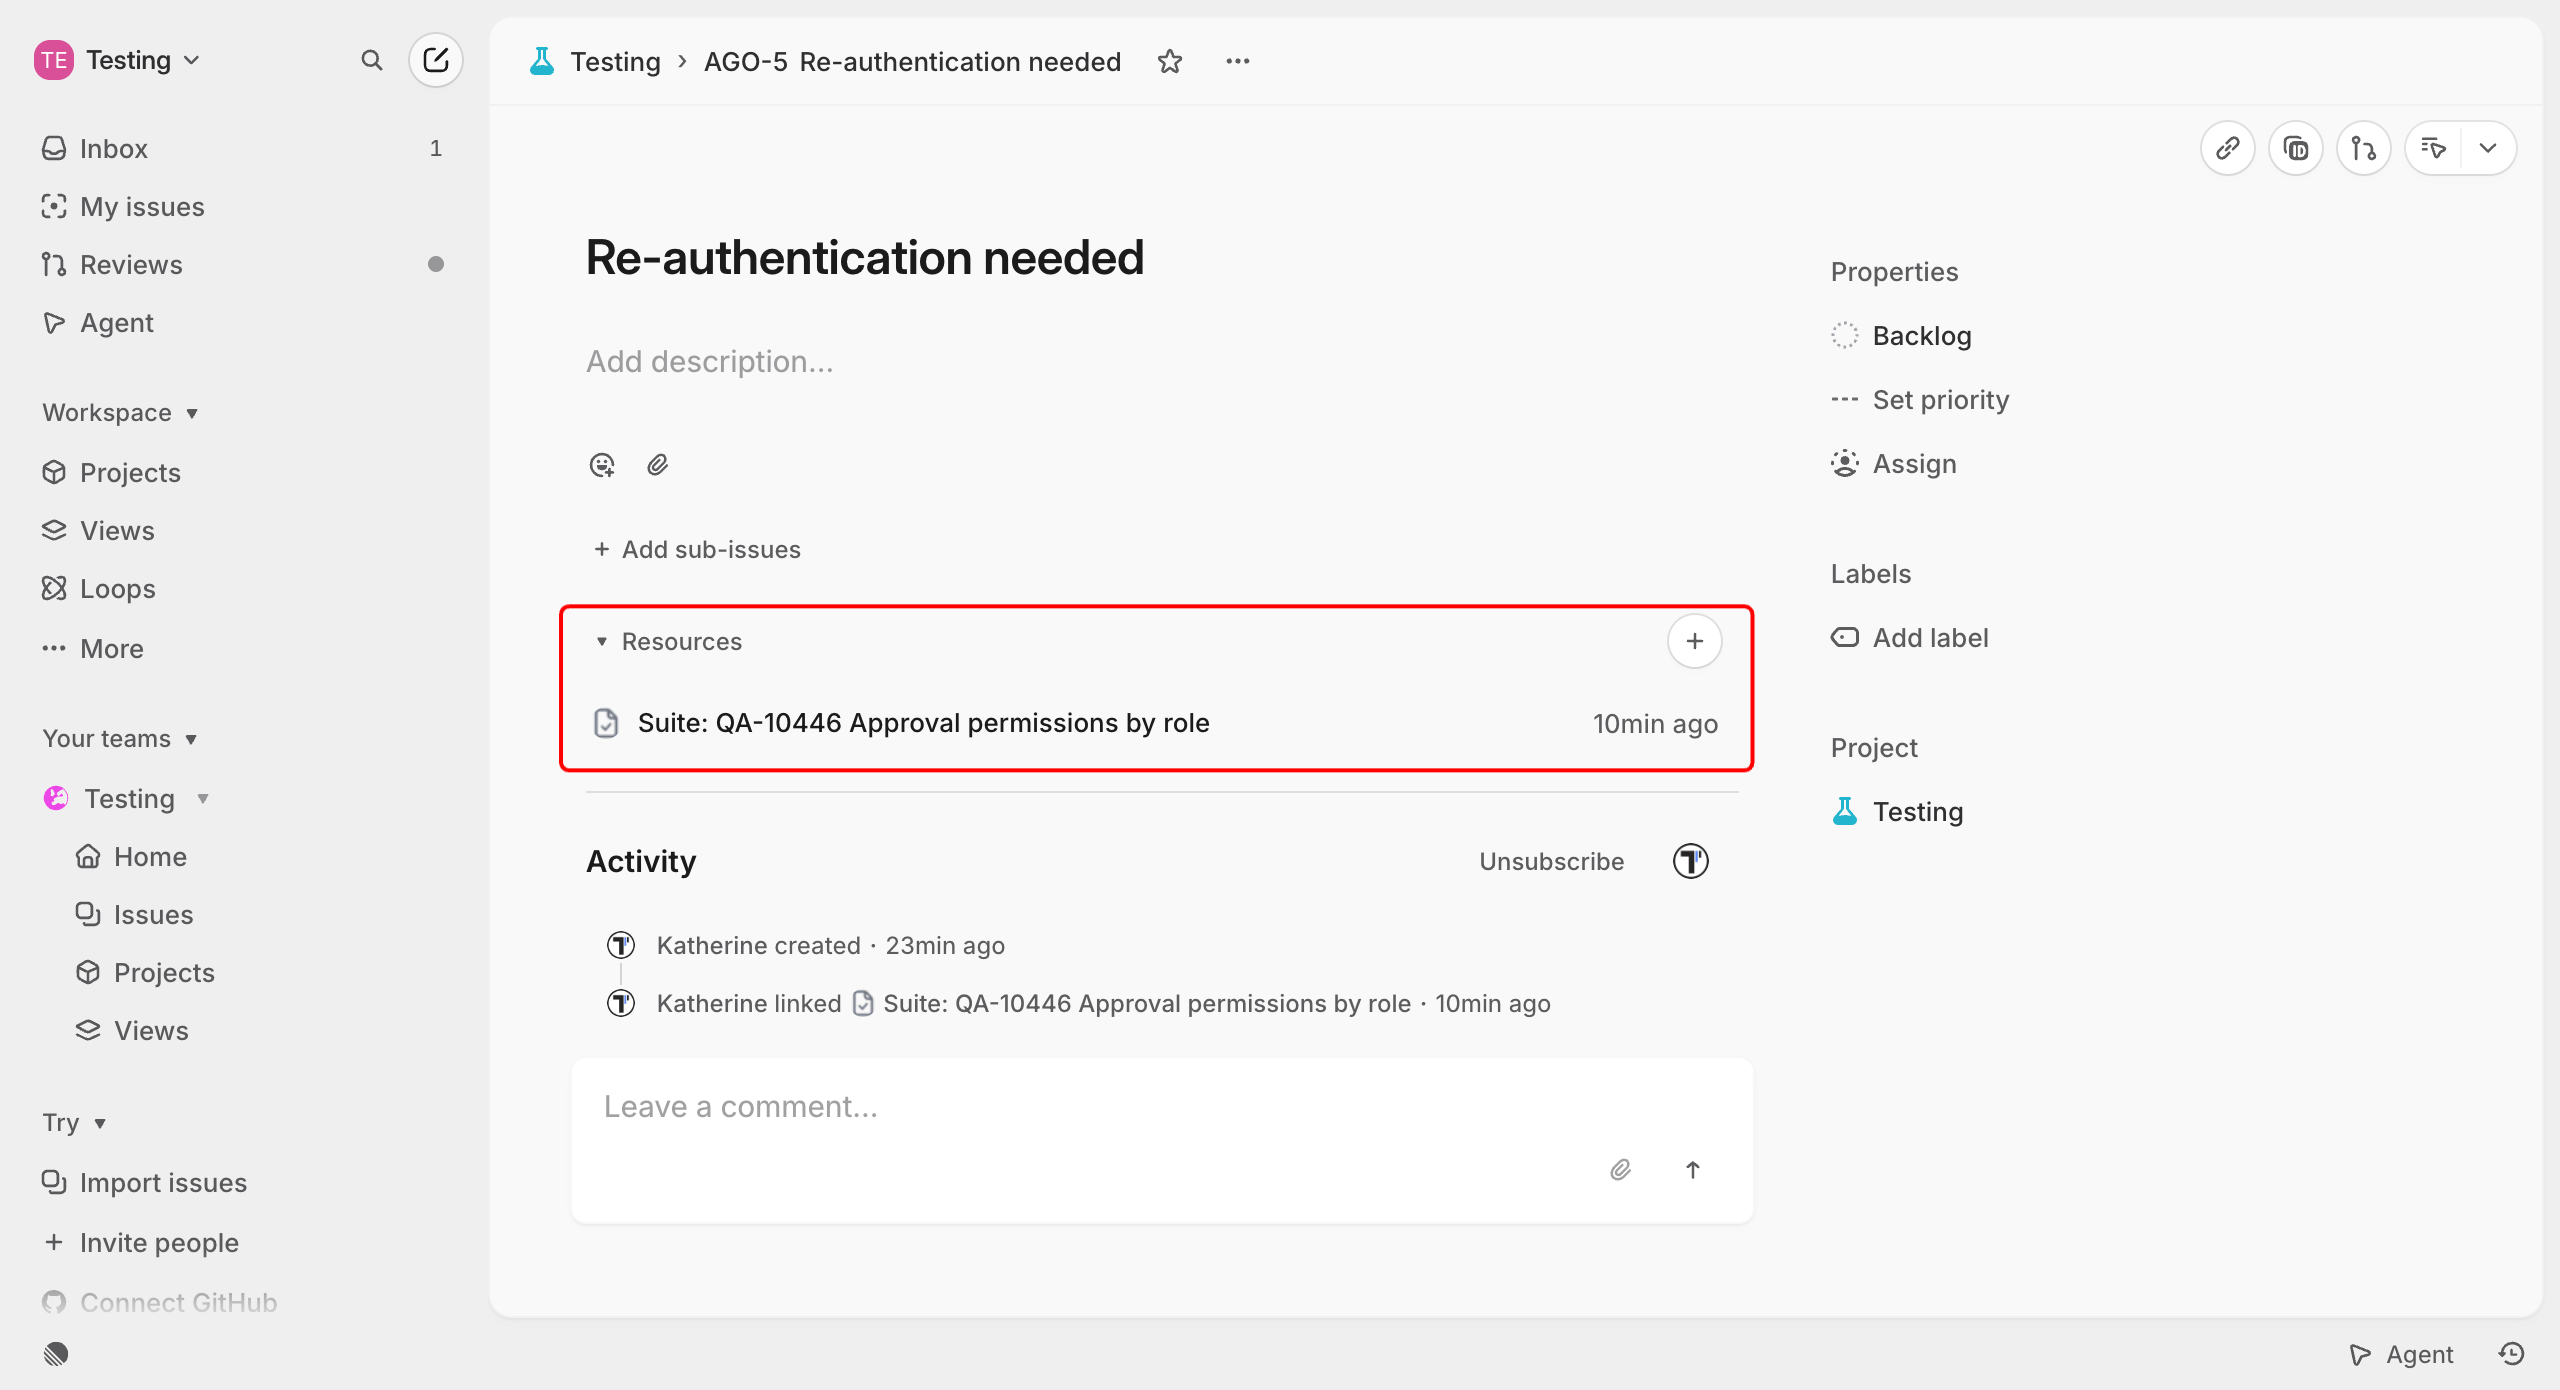 TE Testing
Inbox 1
My issues
Reviews
Agent
Workspace
Projects
Views
Loops
More
Your teams
Testing
Home
Issues
Projects
Views
Try
Import issues
Invite people
Connect GitHub
Testing › AGO-5 Re-authentication needed
Re-authentication needed
Add description...
Add sub-issues
Resources
Suite: QA-10446 Approval permissions by role 10min ago
Activity Unsubscribe
Katherine created · 23min ago
Katherine linked Suite: QA-10446 Approval permissions by role · 10min ago
Leave a comment...
Properties
Backlog
Set priority
Assign
Labels
Add label
Project
Testing
Agent